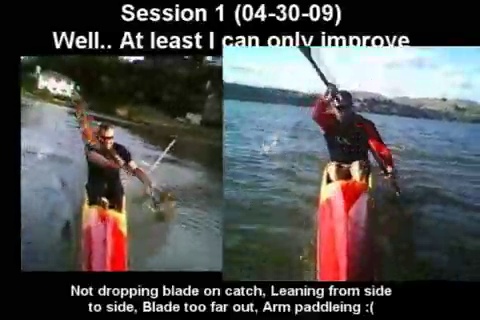 Session 1 (04-30-09)
Well.. At least I can only improve
Not dropping blade on catch, Leaning from side
to side, Blade too far out, Arm paddleing :(